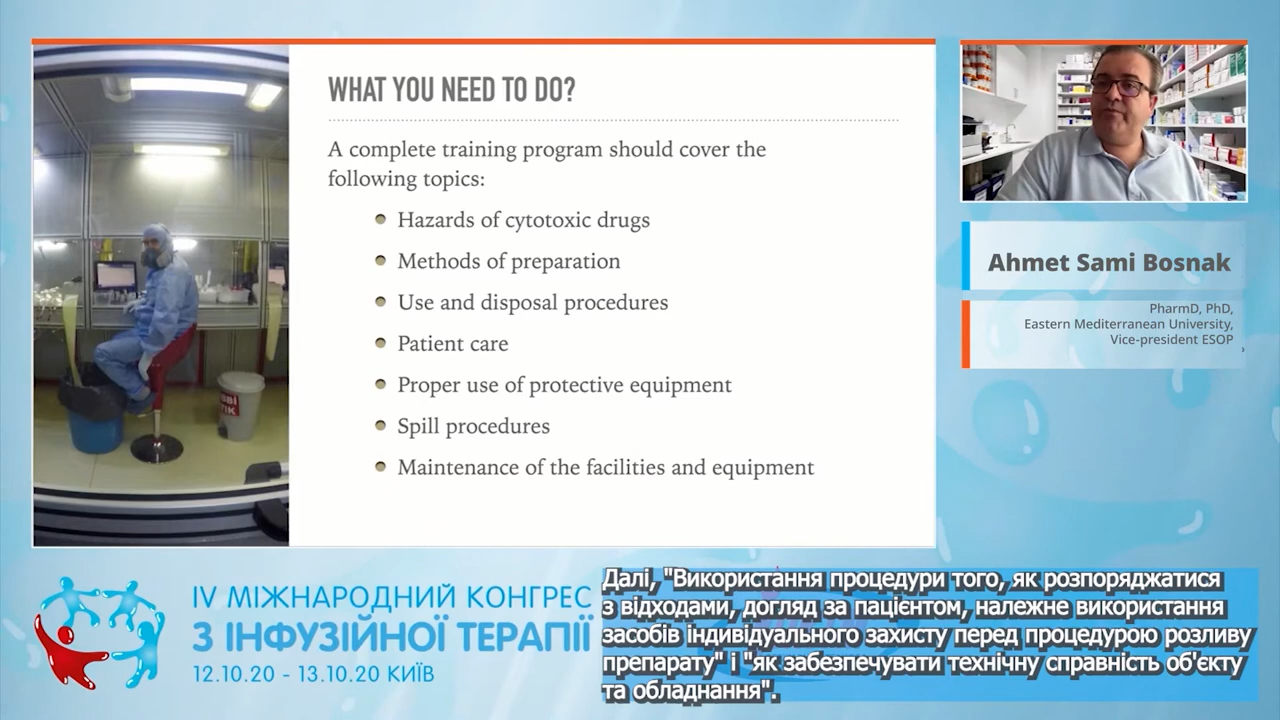 WHAT YOU NEED TO DO?
A complete training program should cover the
following topics:
Hazards of cytotoxic drugs
Methods of preparation
Use and disposal procedures
Patient care
Proper use of protective equipment
Spill procedures
Maintenance of the facilities and equipment
Ahmet Sami Bosnak
PharmD, PhD,
Eastern Mediterranean University,
Vice-president ESOP
IV МІЖНАРОДНИЙ КОНГРЕС
З ІНФУЗІЙНОЇ ТЕРАПІЇ
12.10.20 - 13.10.20 КИЇВ
Далі, "Використання процедури того, як розпоряджатися
з відходами, догляд за пацієнтом, належне використання
засобів індивідуального захисту перед процедурою розливу
препарату" і "як забезпечувати технічну справність об'єкту
та обладнання".